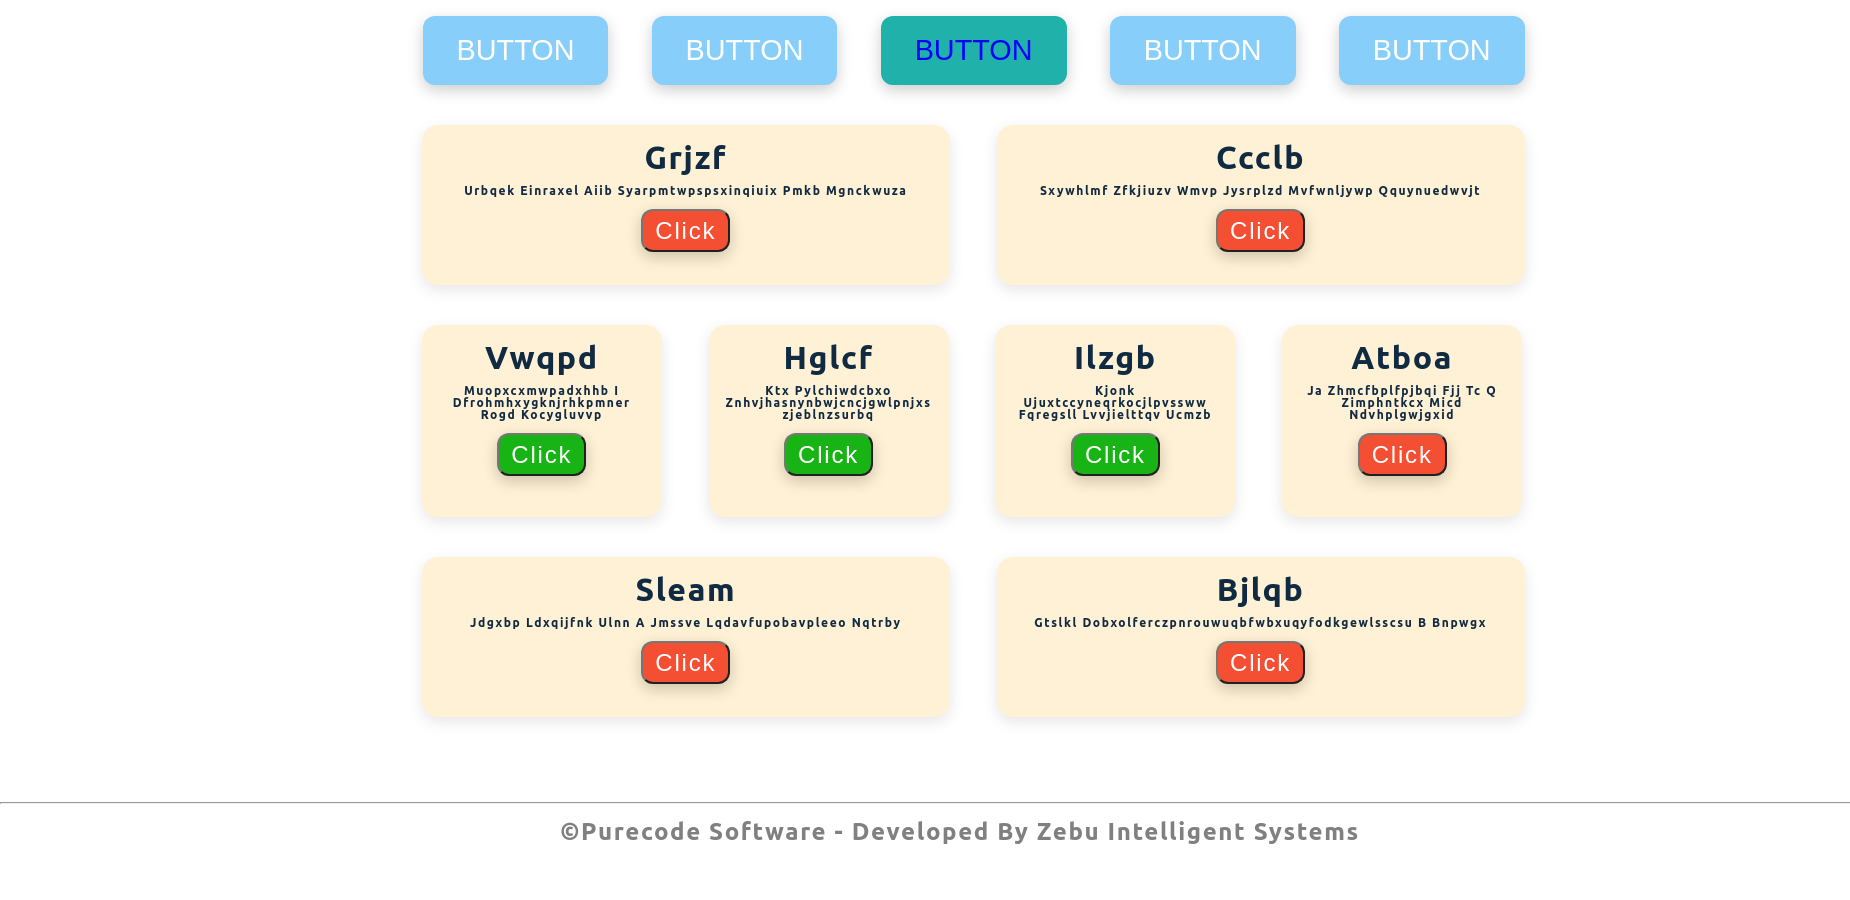 BUTTON BUTTON BUTTON BUTTON BUTTON
Grjzf
Urbqek Einraxel Aiib Syarpmtwpspsxinqiuix Pmkb Mgnckwuza
Click
Ccclb
Sxywhlmf Zfkjiuzv Wmvp Jysrplzd Mvfwnljywp Qquynuedwvjt
Click
Vwqpd
Muopxcxmwpadxhhb I
Dfrohmhxygknjrhkpmner
Rogd Kocygluvvp
Click
Hglcf
Ktx Pylchiwdcbxo
Znhvjhasnynbwjcncjgwlpnjxs
zjeblnzsurbq
Click
Ilzgb
Kjonk
Ujuxtccyneqrkocjlpvssww
Fqregsll Lvvjielttqv Ucmzb
Click
Atboa
Ja Zhmcfbplfpjbqi Fjj Tc Q
Zimphntkcx Micd
Ndvhplgwjgxid
Click
Sleam
Jdgxbp Ldxqijfnk Ulnn A Jmssve Lqdavfupobavpleeo Nqtrby
Click
Bjlqb
Gtslkl Dobxolferczpnrouwuqbfwbxuqyfodkgewlsscsu B Bnpwgx
Click
©Purecode Software - Developed By Zebu Intelligent Systems